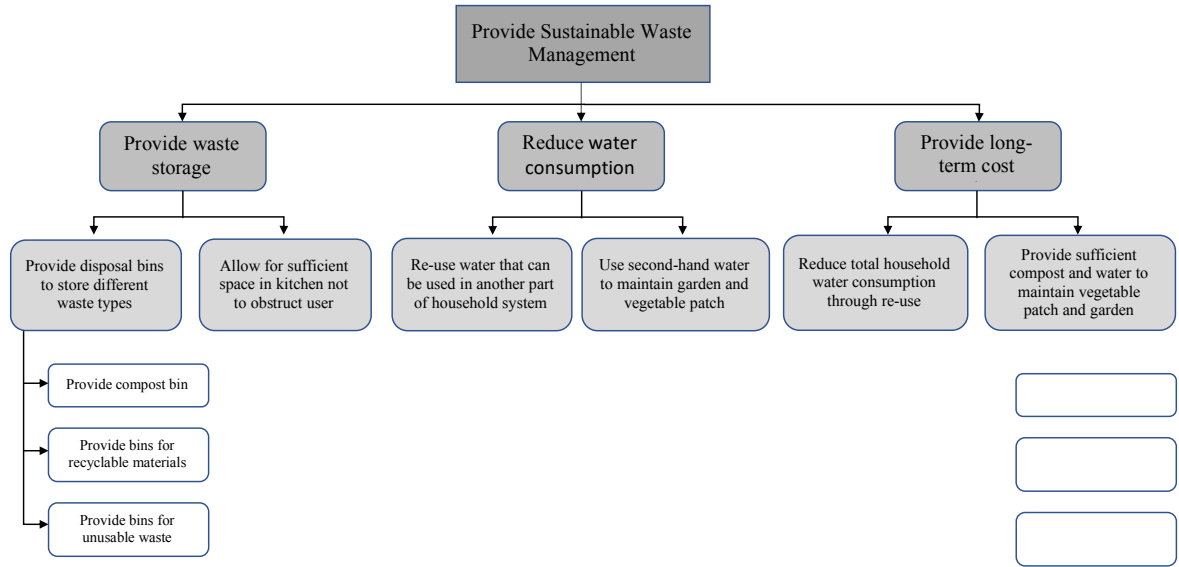 Provide Sustainable Waste
Management
Provide waste
storage
Reduce water
consumption
Provide long-
term cost
Provide disposal bins
to store different
waste types
Allow for sufficient
space in kitchen not
to obstruct user
Re-use water that can
be used in another part
of household system
Use second-hand water
to maintain garden and
vegetable patch
Reduce total household
water consumption
through re-use
Provide sufficient
compost and water to
maintain vegetable
patch and garden
Provide compost bin
Provide bins for
recyclable materials
Provide bins for
unusable waste